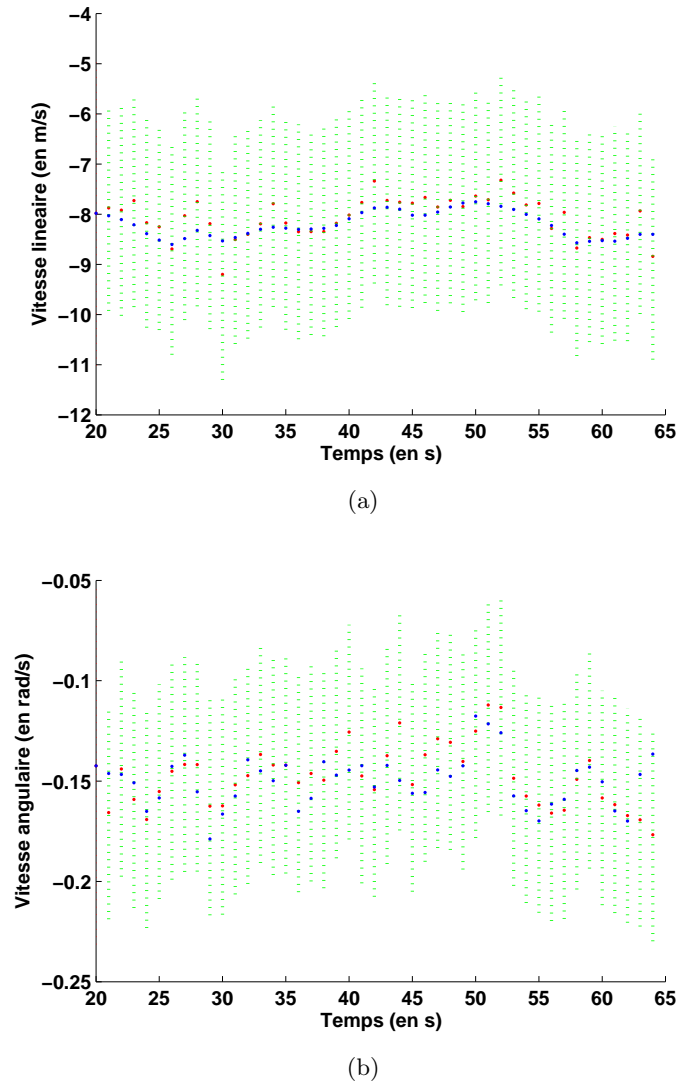 −4
−5
−6
−7
−8
−9
−10
−11
−12
Vitesse lineaire (en m/s)
20 25 30 35 40 45 50 55 60 65
Temps (en s)
(a)
−0.05
−0.1
−0.15
−0.2
−0.25
Vitesse angulaire (en rad/s)
20 25 30 35 40 45 50 55 60 65
Temps (en s)
(b)